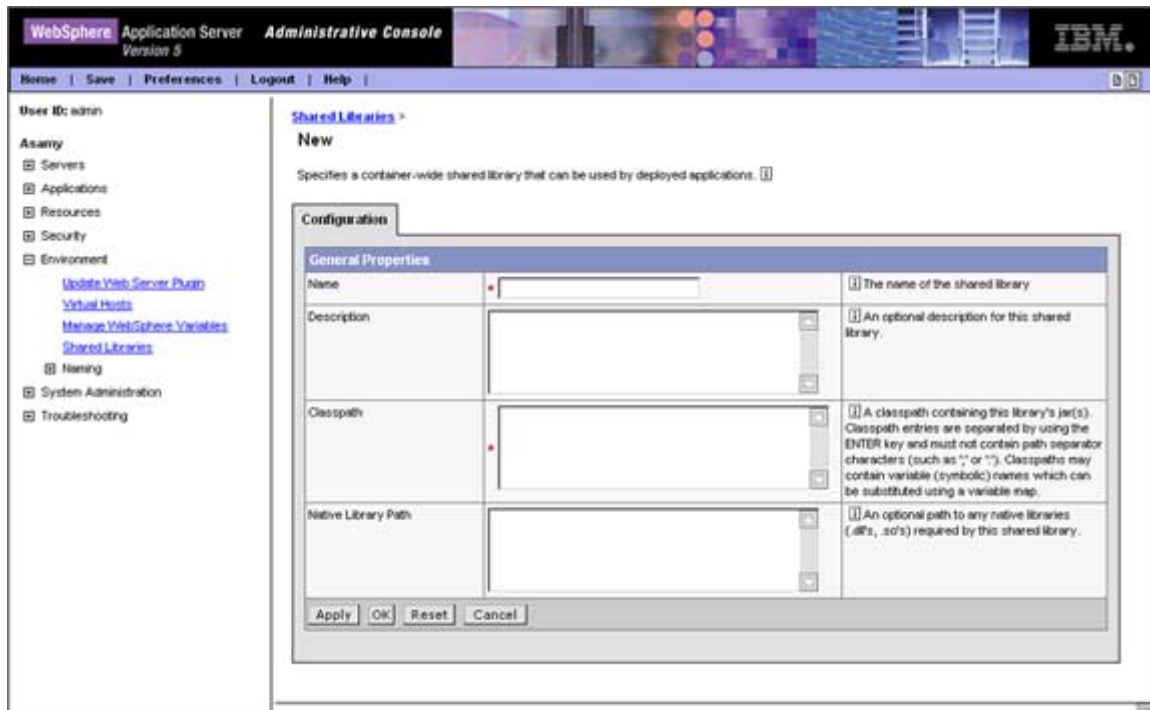 WebSphere Application Server Administrative Console
Version 5
IBM.
Home | Save | Preferences | Logout | Help |
User ID: admin
Asamy
Servers
Applications
Resources
Security
Environment
Update Web Server Plugin
Virtual Hosts
Manage WebSphere Variables
Shared Libraries
Naming
System Administration
Troubleshooting
Shared Libraries >
New
Specifies a container-wide shared library that can be used by deployed applications. i
Configuration
General Properties
Name
* 
i The name of the shared library
Description
i An optional description for this shared
library.
Classpath
*
i A classpath containing this library's jar(s).
Classpath entries are separated by using the
ENTER key and must not contain path separator
characters (such as ';' or ':'). Classpaths may
contain variable (symbolic) names which can
be substituted using a variable map.
Native Library Path
i An optional path to any native libraries
(.dll's, .so's) required by this shared library.
Apply OK Reset Cancel